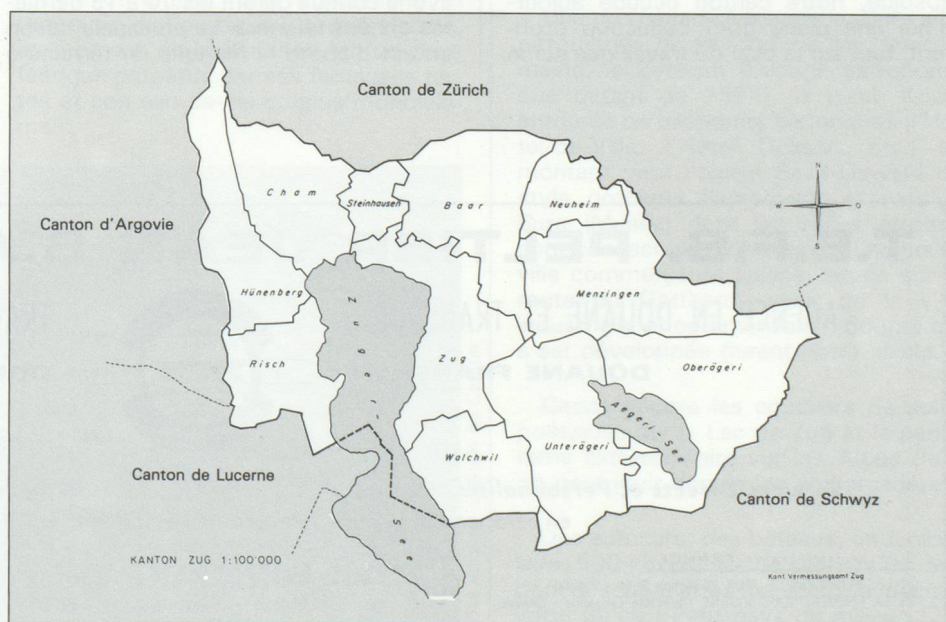 Canton de Zürich
Cham
Steinhausen
Baar
Neuheim
N
W O
S
Canton d'Argovie
Hünenberg
Zuger
Menzingen
Risch
Zug
Oberägeri
Aegeri See
Walchwil
Unterägeri
Canton de Lucerne
See
Canton de Schwyz
KANTON ZUG 1:100'000
Kant. Vermessungsamt Zug